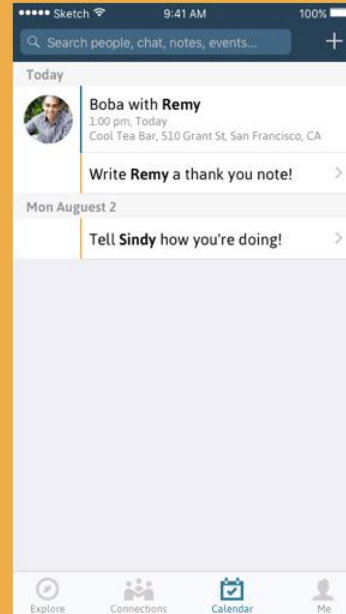 Sketch 9:41 AM 100%
Search people, chat, notes, events...
Today
Boba with Remy
1:00 pm, Today
Cool Tea Bar, 510 Grant St, San Francisco, CA
Write Remy a thank you note!
Mon Auguest 2
Tell Sindy how you're doing!
Explore Connections Calendar Me